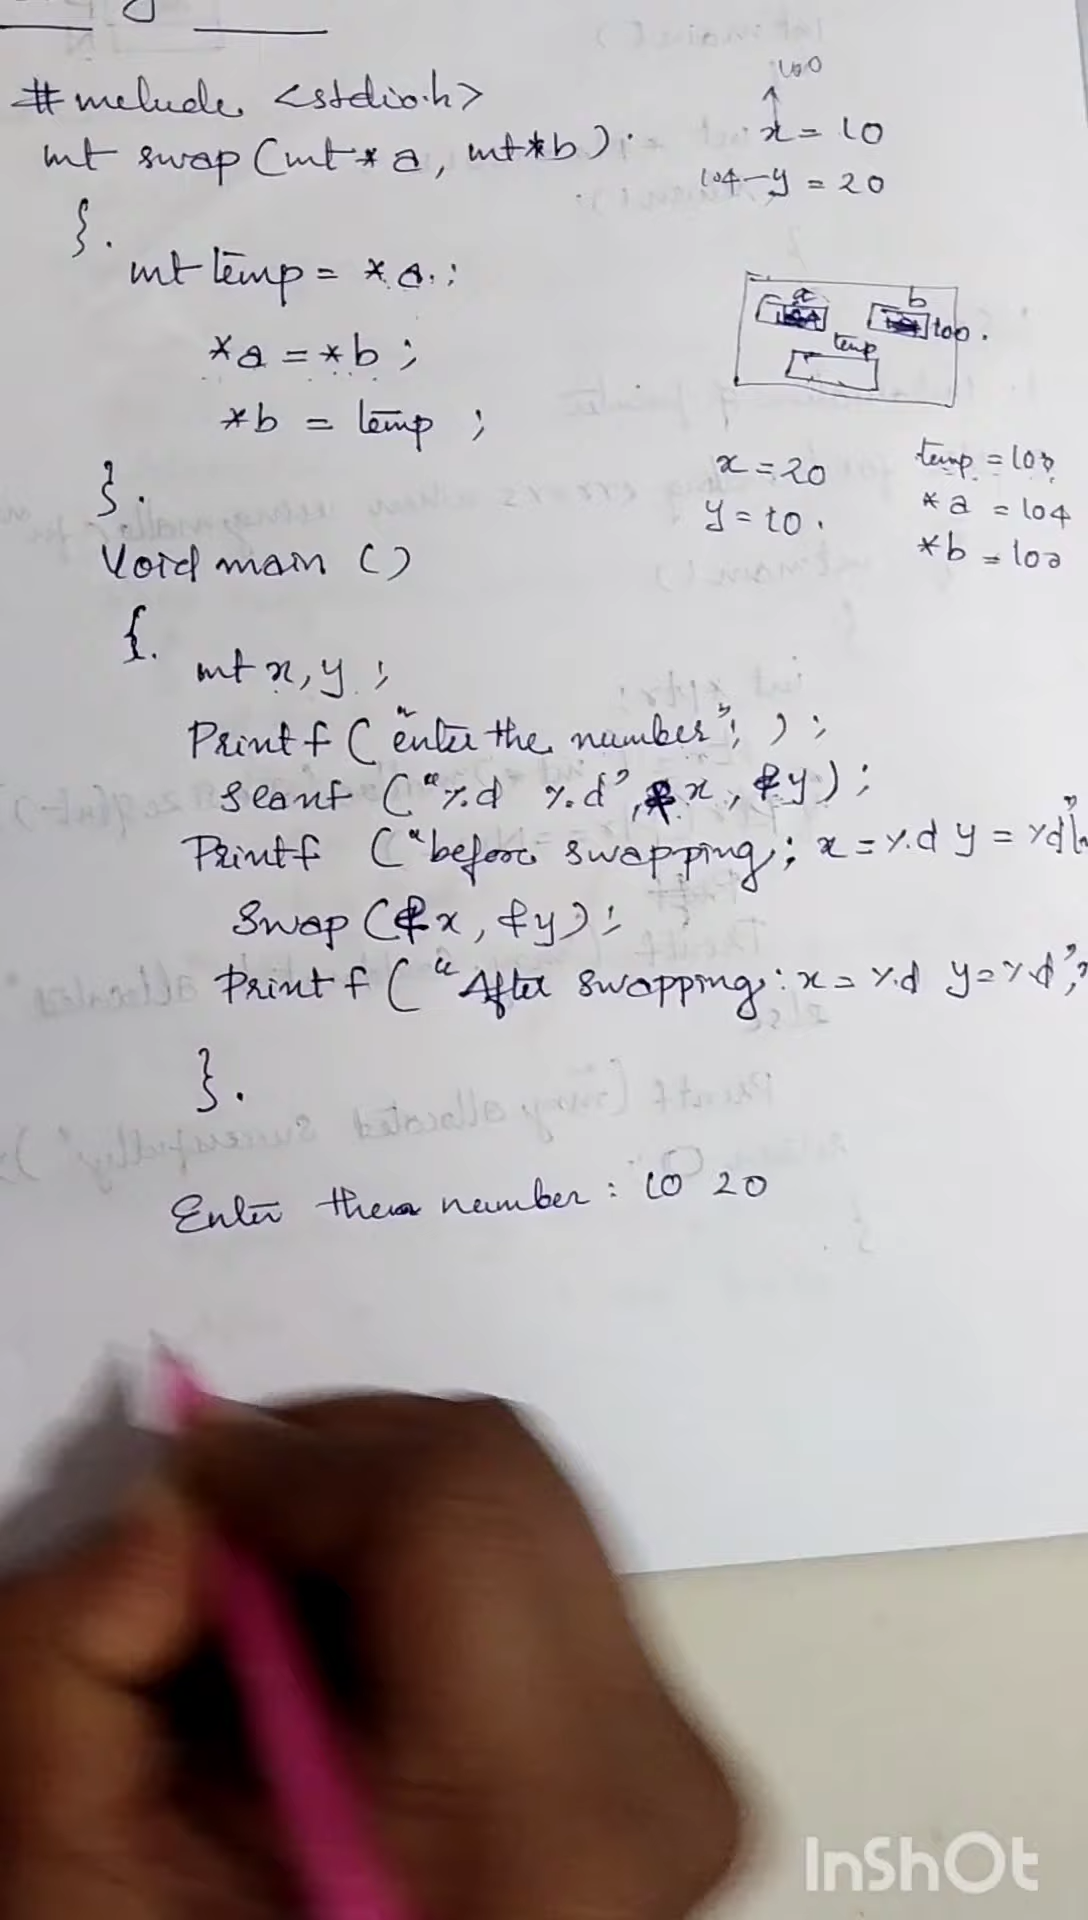 #include <stdio.h>
int swap (int * a, int * b).
}.
int temp = *a;
*a = *b ;
*b = temp ;
}.
Void main ()
{.
int x, y ;
Printf ( "enter the number" ; ) ;
Scanf ( "%d %d", & x, & y) ;
Printf ( "before swapping ; x = %d y = %d\n"
Swap (& x, & y) ;
Printf ( "After swapping : x = %d y = %d",
}.
Enter the number : 10 20
100
x = 10
104 - y = 20
a b
100.
temp
x = 20
y = 10.
temp = 100
*a = 104
*b = 100
InShOt